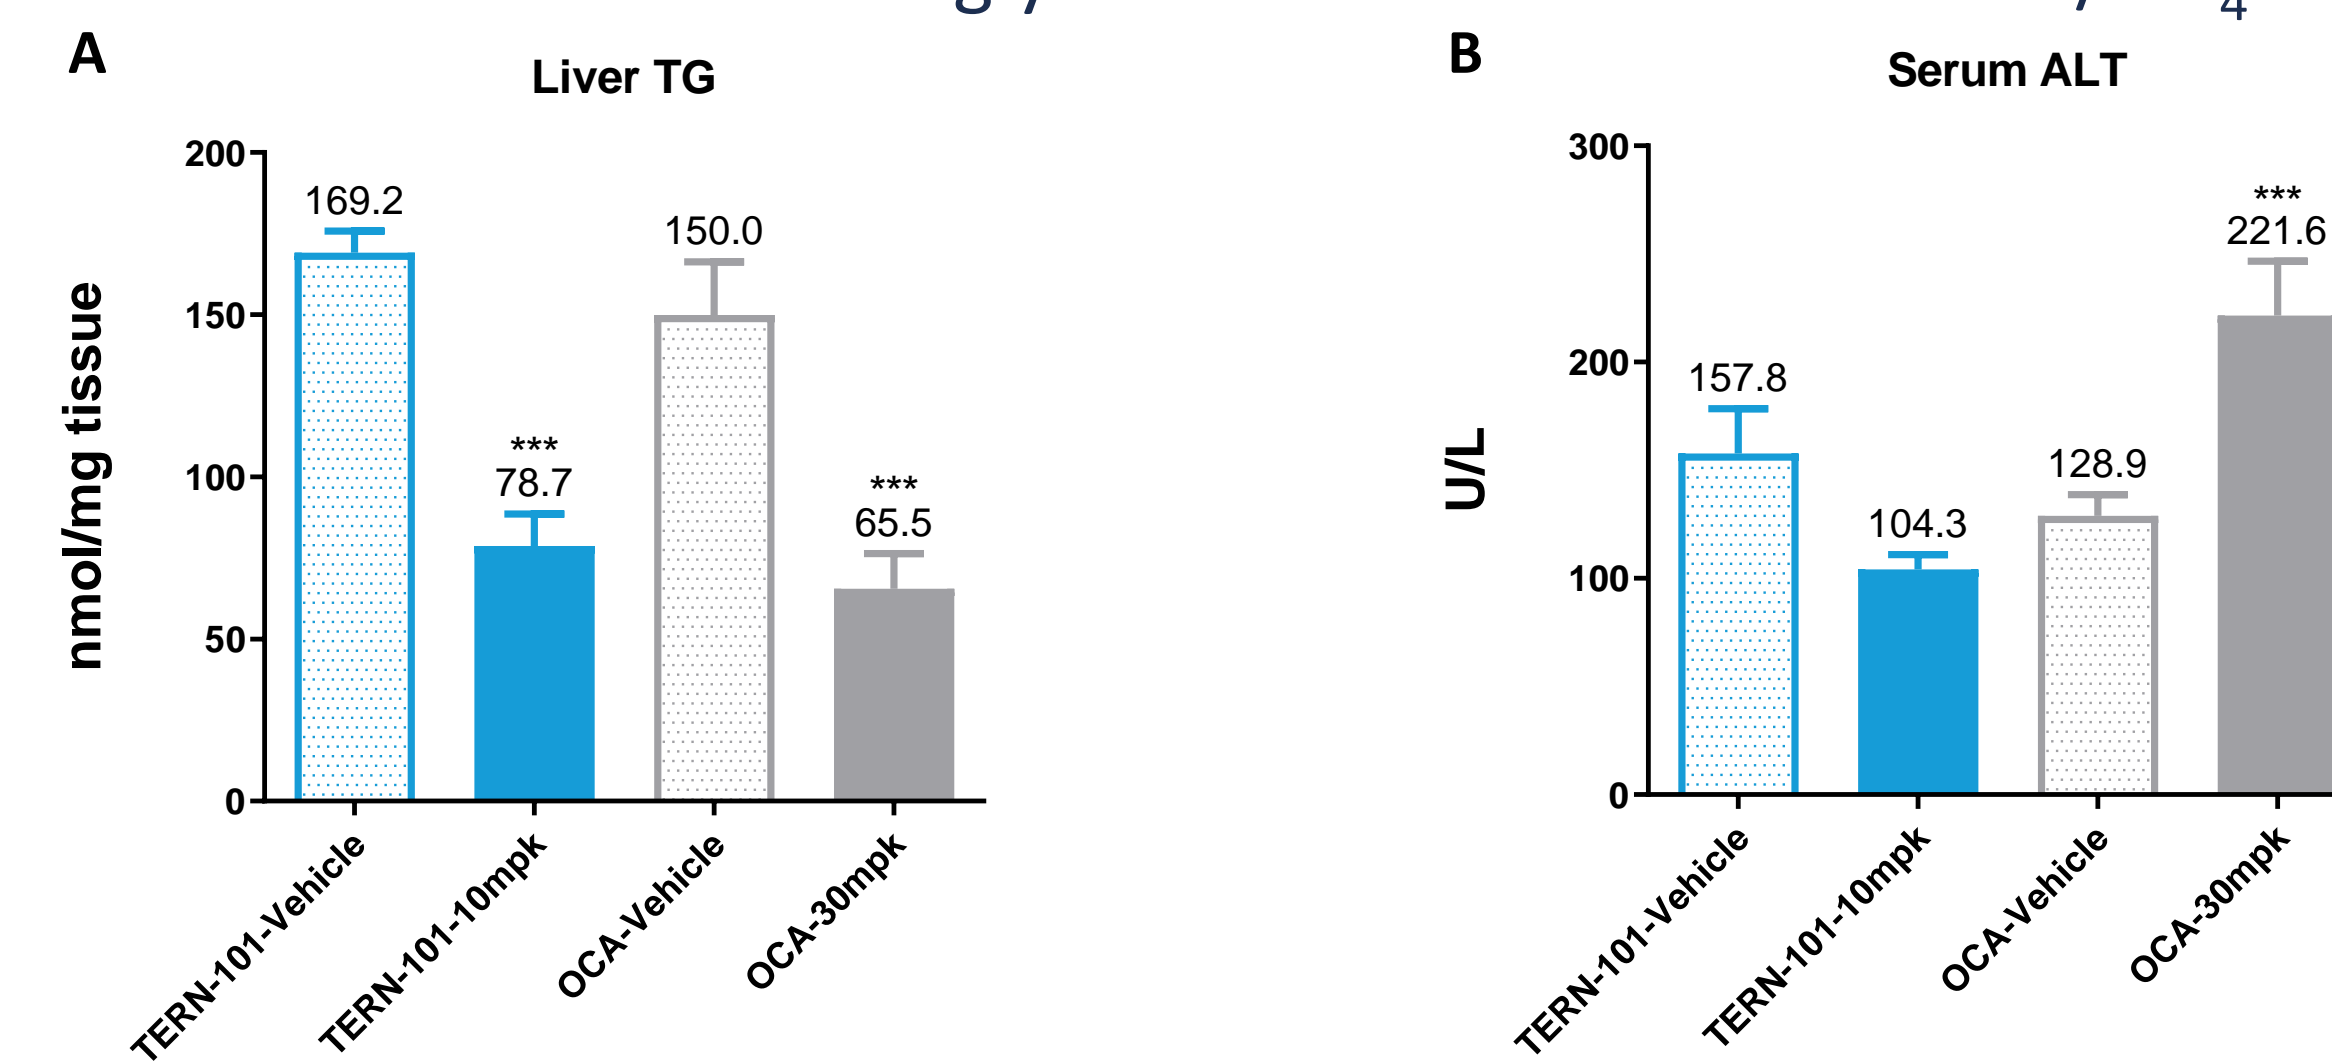 A
Liver TG
nmol/mg tissue
200
150
100
50
0
169.2
***
78.7
150.0
***
65.5
TERN-101-Vehicle
TERN-101-10mpk
OCA-Vehicle
OCA-30mpk
4
B
Serum ALT
U/L
300
200
100
0
157.8
104.3
128.9
***
221.6
TERN-101-Vehicle
TERN-101-10mpk
OCA-Vehicle
OCA-30mpk